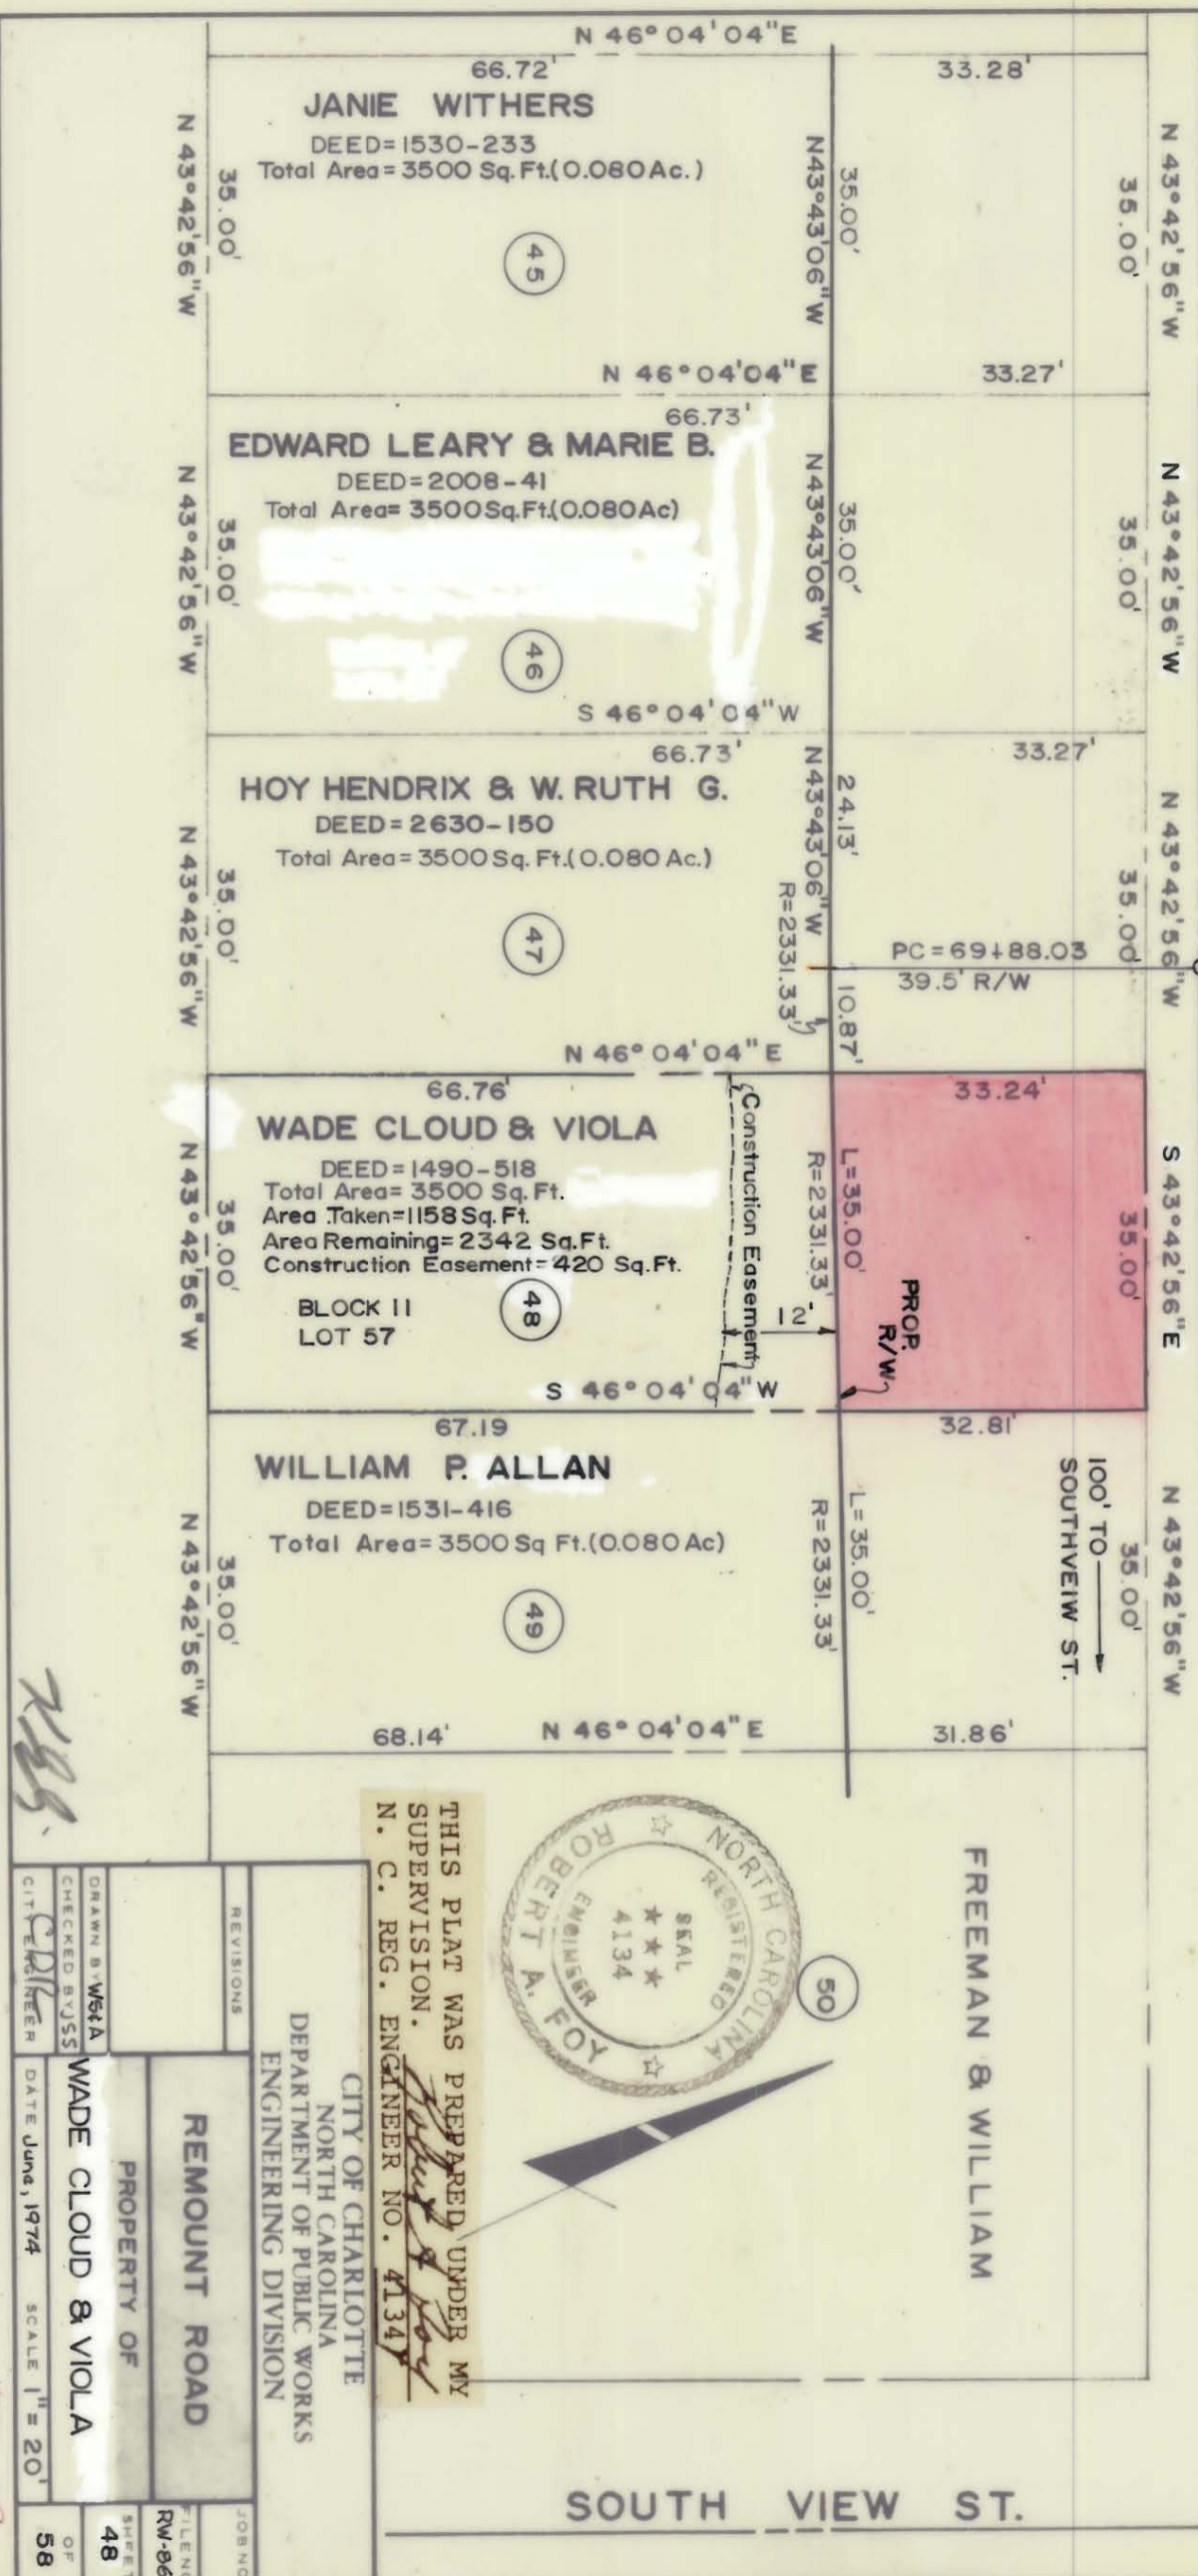 N 46°04'04"E
66.72'
33.28'
JANIE WITHERS
DEED=1530-233
Total Area=3500 Sq.Ft.(0.080Ac.)
N 43°42'56"W
35.00'
45
N43°43'06"W
35.00'
35.00'
N 43°42'56"W
N 46°04'04"E
33.27'
66.73'
EDWARD LEARY & MARIE B.
DEED=2008-41
Total Area=3500Sq.Ft.(0.080Ac)
N 43°42'56"W
35.00'
46
N43°43'06"W
35.00'
35.00'
N 43°42'56"W
S 46°04'04"W
66.73'
33.27'
HOY HENDRIX & W. RUTH G.
DEED=2630-150
Total Area=3500Sq.Ft.(0.080 Ac.)
N 43°42'56"W
35.00'
47
N43°43'06"W
24.13'
R=2331.33'
10.87'
PC=69+88.03
39.5' R/W
35.00'
N 43°42'56"W
N 46°04'04"E
66.76'
33.24'
WADE CLOUD & VIOLA
DEED=1490-518
Total Area=3500 Sq.Ft.
Area Taken=1158Sq.Ft.
Area Remaining=2342 Sq.Ft.
Construction Easement=420 Sq.Ft.
BLOCK 11
LOT 57
N 43°42'56"W
35.00'
48
Construction Easement
12'
R=2331.33'
L=35.00'
PROP.
R/W
35.00'
S 43°42'56"E
S 46°04'04"W
67.19
32.81'
WILLIAM P. ALLAN
DEED=1531-416
Total Area=3500Sq Ft.(0.080Ac)
N 43°42'56"W
35.00'
49
R=2331.33'
L=35.00'
100' TO
SOUTHVEIW ST.
35.00'
N 43°42'56"W
68.14'
N 46°04'04"E
31.86'
FREEMAN & WILLIAM
50
NORTH CAROLINA
REGISTERED
SEAL
4134
ENGINEER
ROBERT A. FOY
THIS PLAT WAS PREPARED UNDER MY
SUPERVISION.
Robert A Foy
N. C. REG. ENGINEER NO. 4134
CITY OF CHARLOTTE
NORTH CAROLINA
DEPARTMENT OF PUBLIC WORKS
ENGINEERING DIVISION
REVISIONS
REMOUNT ROAD
PROPERTY OF
WADE CLOUD & VIOLA
DRAWN BY WS&A
CHECKED BY JSS
CITY ENGINEER
DATE June, 1974
SCALE 1"=20'
JOB NO
FILE NO
RW-86
SHEET
48
OF
58
SOUTH VIEW ST.